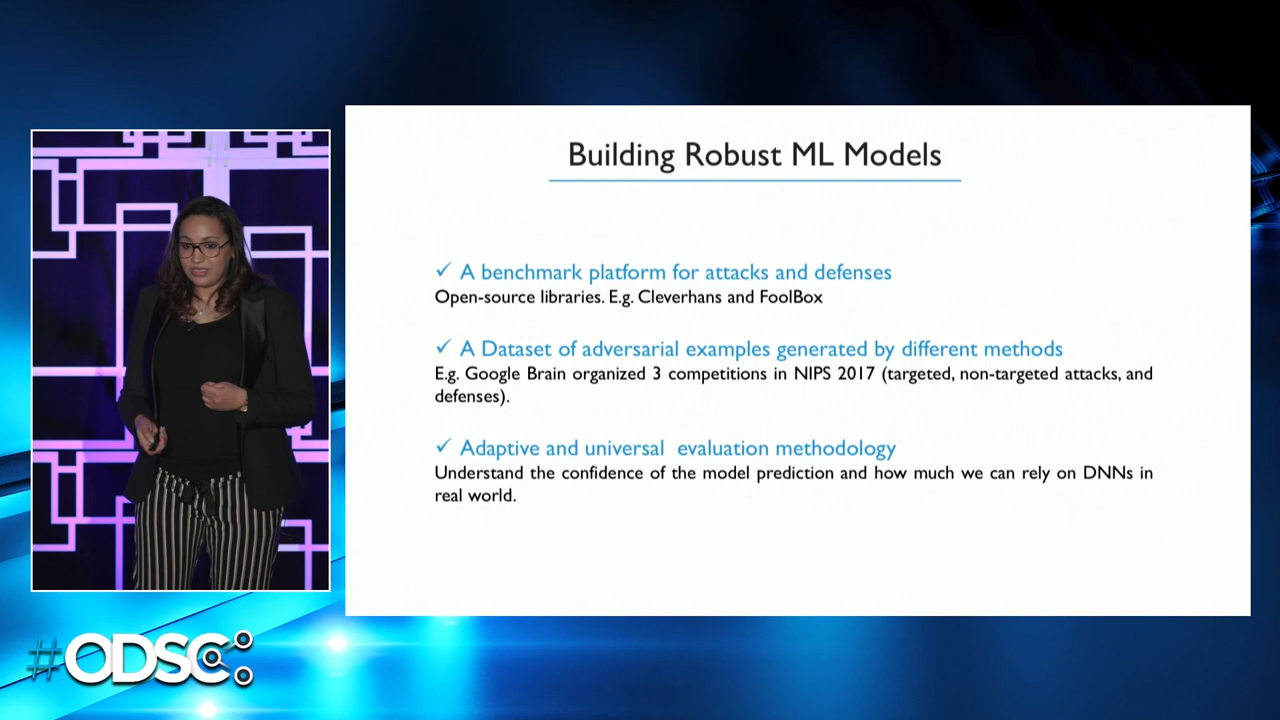 Building Robust ML Models
✓ A benchmark platform for attacks and defenses
Open-source libraries. E.g. Cleverhans and FoolBox
✓ A Dataset of adversarial examples generated by different methods
E.g. Google Brain organized 3 competitions in NIPS 2017 (targeted, non-targeted attacks, and
defenses).
✓ Adaptive and universal  evaluation methodology
Understand the confidence of the model prediction and how much we can rely on DNNs in
real world.
#ODSC